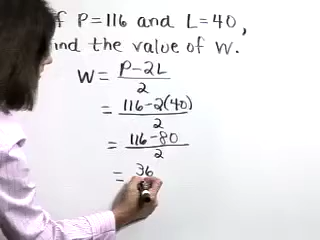 f P=116 and L=40,
ind the value of W.
W = P-2L / 2
= 116-2(40) / 2
= 116-80 / 2
= 36